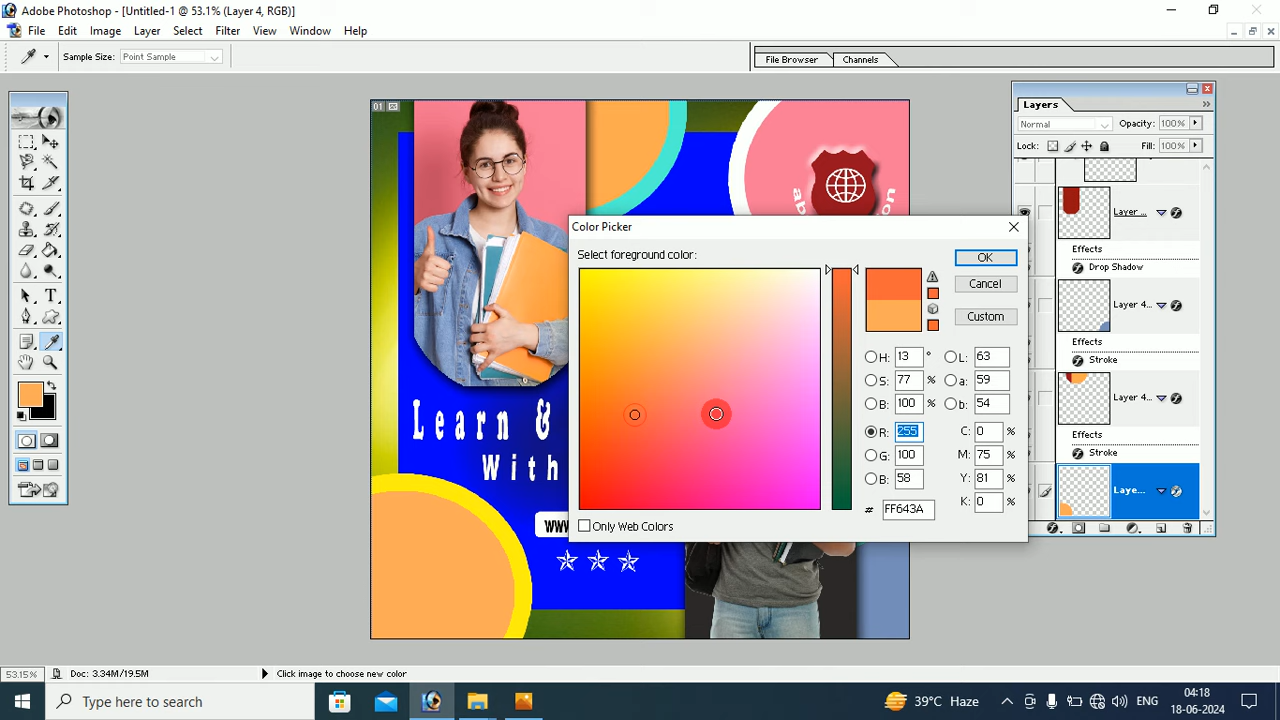 Adobe Photoshop - [Untitled-1 @ 53.1% (Layer 4, RGB)]
File Edit Image Layer Select Filter View Window Help
Sample Size: Point Sample
File Browser Channels
01
Layers
Normal Opacity: 100%
Lock: Fill: 100%
Layer ...
Effects
Drop Shadow
Layer 4...
Effects
Stroke
Layer 4...
Effects
Stroke
Laye...
Color Picker
Select foreground color:
OK
Cancel
Custom
H: 13 °
S: 77 %
B: 100 %
R: 255
G: 100
B: 58
# FF643A
L: 63
a: 59
b: 54
C: 0 %
M: 75 %
Y: 81 %
K: 0 %
Only Web Colors
Learn &
With
53.15% Doc: 3.34M/19.5M Click image to choose new color
Type here to search
39°C Haze
ENG
04:18
18-06-2024